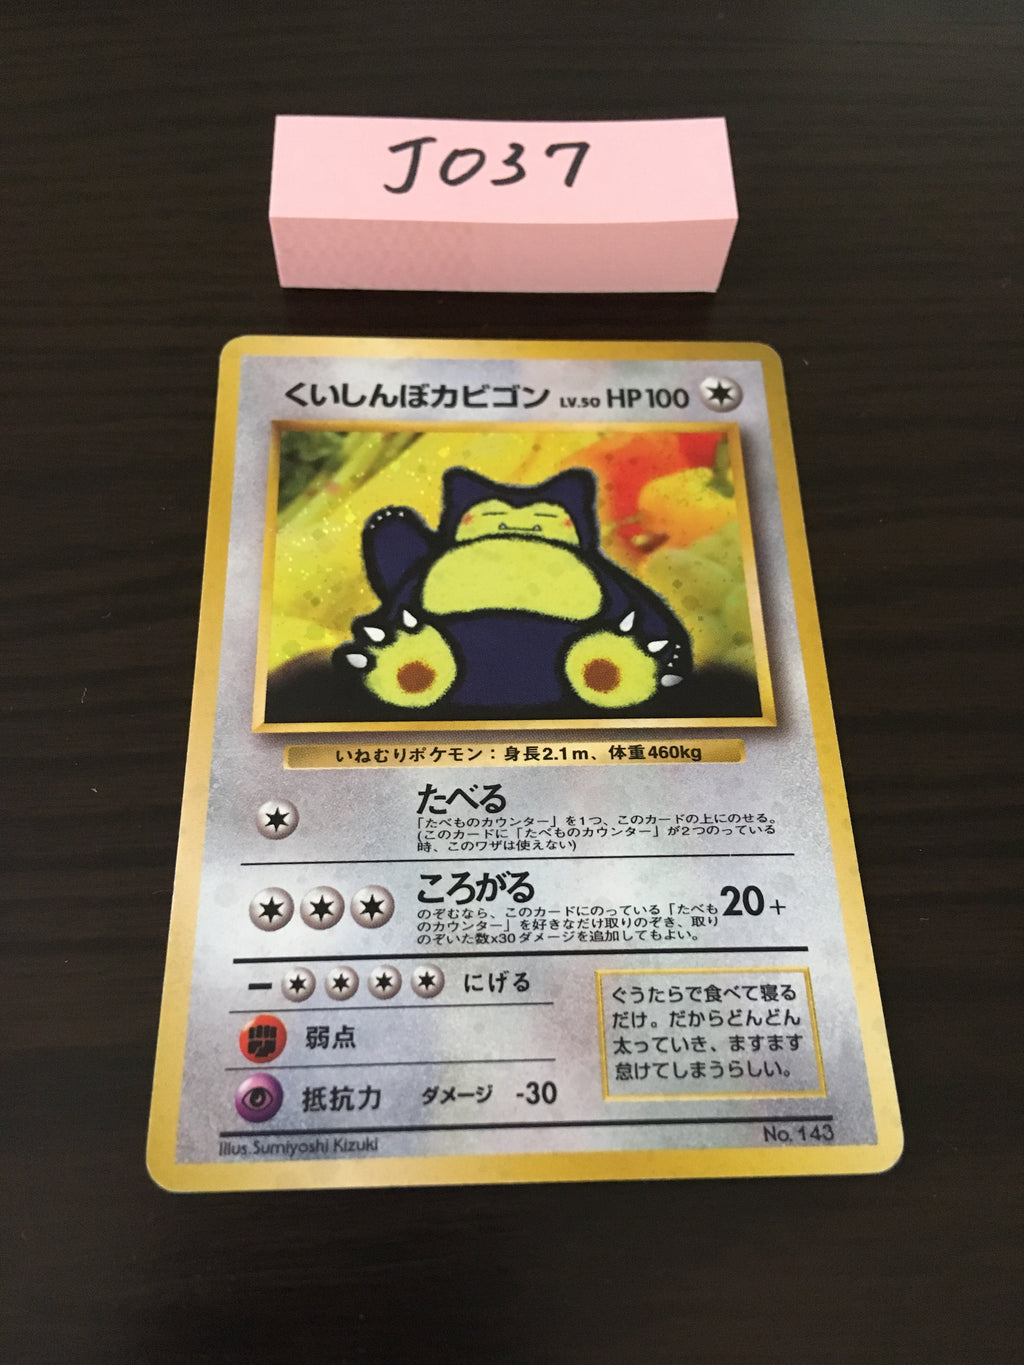 J037
くいしんぼカビゴン LV.50 HP100
いねむりポケモン：身長2.1m、体重460kg
たべる
「たべものカウンター」を1つ、このカードの上にのせる。
(このカードに「たべものカウンター」が2つのっている
時、このワザは使えない)
ころがる
のぞむなら、このカードにのっている「たべも
のカウンター」を好きなだけ取りのぞき、取り
のぞいた数x30ダメージを追加してもよい。
20+
ー にげる
弱点
抵抗力 ダメージ -30
ぐうたらで食べて寝る
だけ。だからどんどん
太っていき、ますます
怠けてしまうらしい。
Illus.Sumiyoshi Kizuki
No.143